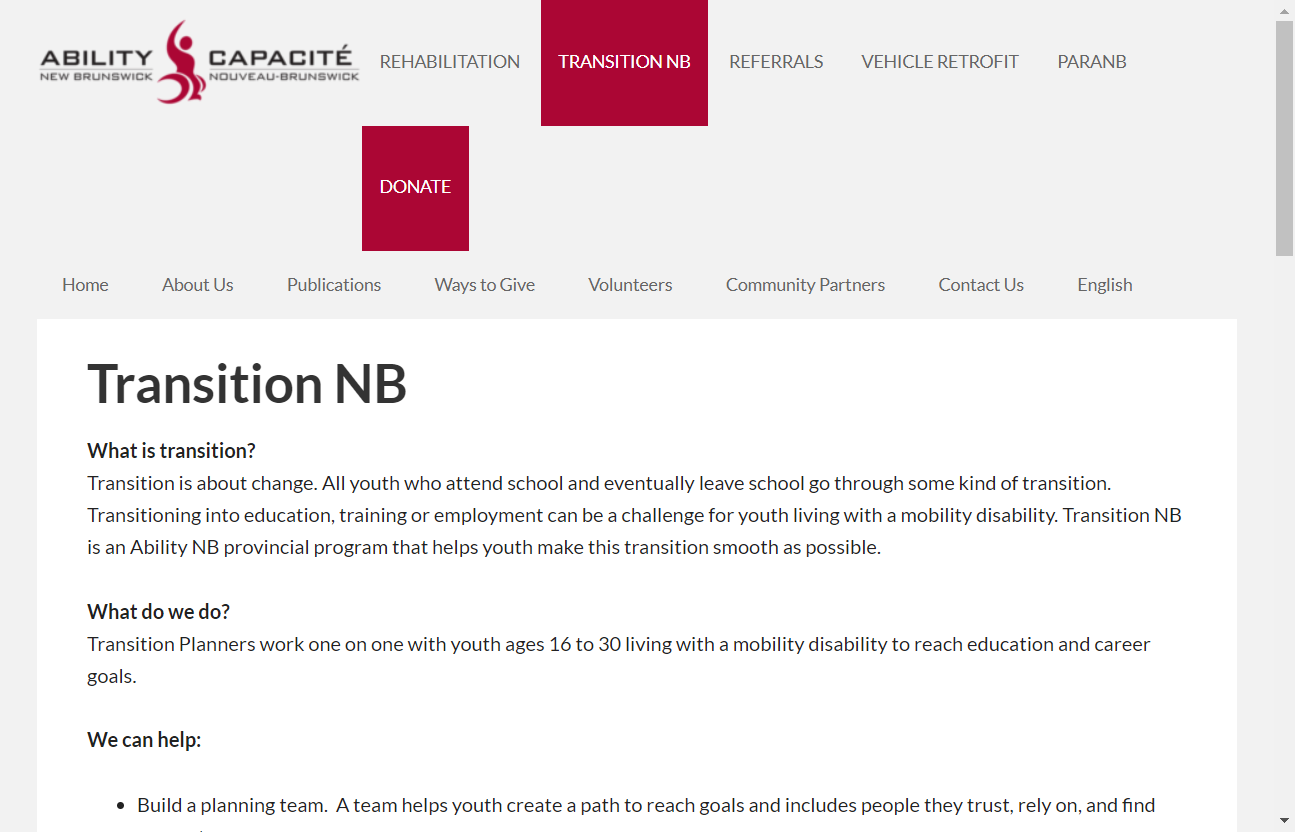 ABILITY CAPACITÉ
NEW BRUNSWICK NOUVEAU-BRUNSWICK
REHABILITATION
TRANSITION NB
REFERRALS
VEHICLE RETROFIT
PARANB
DONATE
Home
About Us
Publications
Ways to Give
Volunteers
Community Partners
Contact Us
English
Transition NB
What is transition?
Transition is about change. All youth who attend school and eventually leave school go through some kind of transition.
Transitioning into education, training or employment can be a challenge for youth living with a mobility disability. Transition NB
is an Ability NB provincial program that helps youth make this transition smooth as possible.
What do we do?
Transition Planners work one on one with youth ages 16 to 30 living with a mobility disability to reach education and career
goals.
We can help:
• Build a planning team.  A team helps youth create a path to reach goals and includes people they trust, rely on, and find